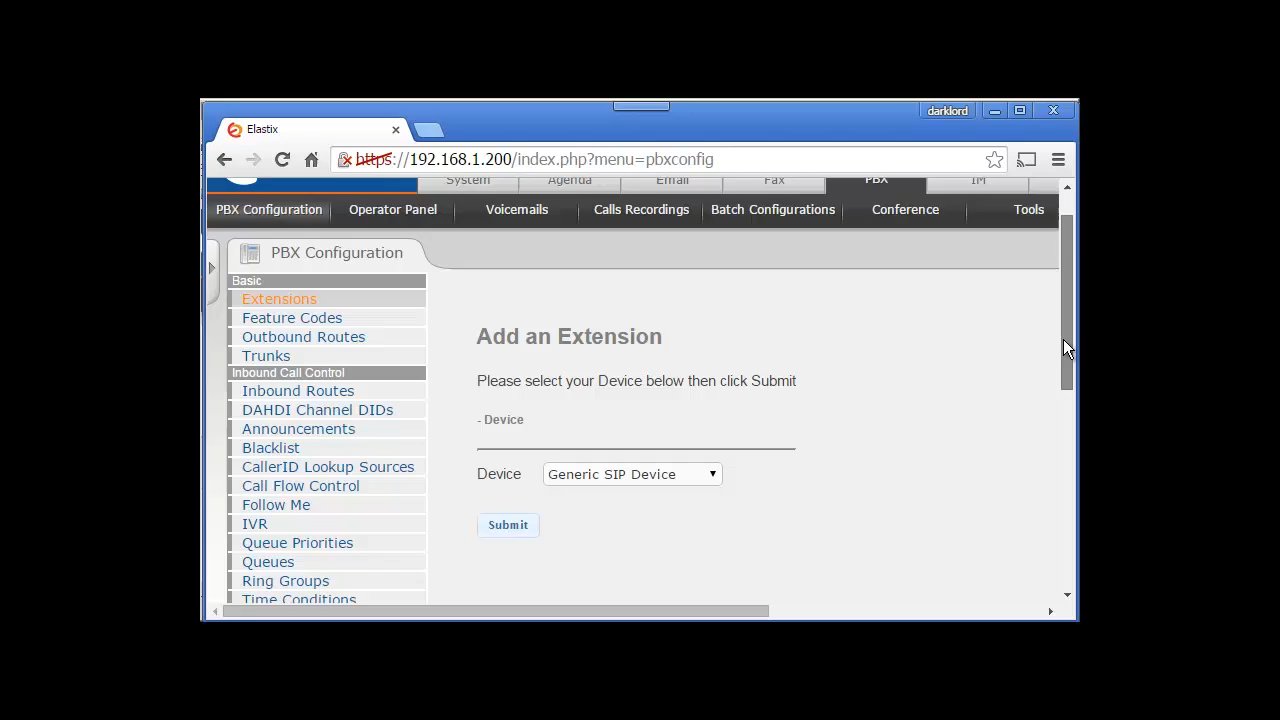 darklord
Elastix
https://192.168.1.200/index.php?menu=pbxconfig
System Agenda Email Fax PBX IM
PBX Configuration Operator Panel Voicemails Calls Recordings Batch Configurations Conference Tools
PBX Configuration
Basic
Extensions
Feature Codes
Outbound Routes
Trunks
Inbound Call Control
Inbound Routes
DAHDI Channel DIDs
Announcements
Blacklist
CallerID Lookup Sources
Call Flow Control
Follow Me
IVR
Queue Priorities
Queues
Ring Groups
Time Conditions
Add an Extension
Please select your Device below then click Submit
- Device
Device Generic SIP Device
Submit